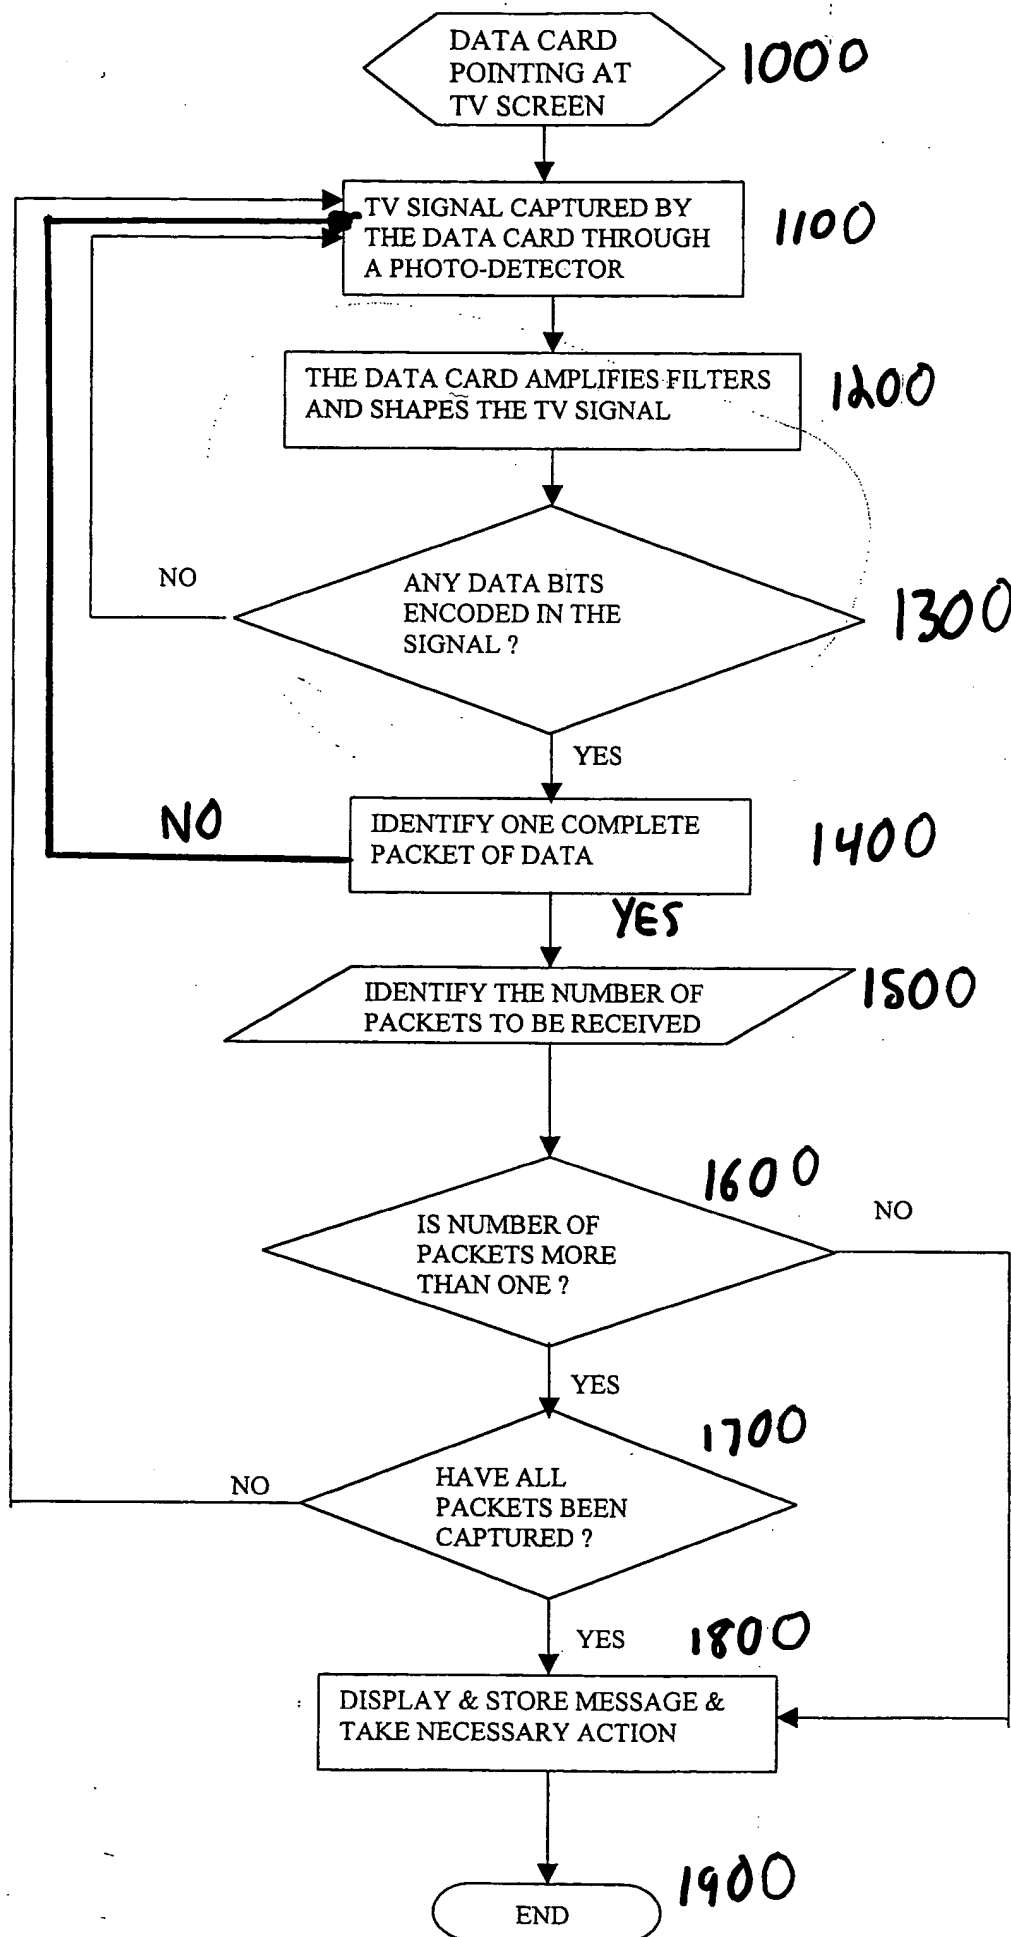 DATA CARD
POINTING AT
TV SCREEN
1000
TV SIGNAL CAPTURED BY
THE DATA CARD THROUGH
A PHOTO-DETECTOR
1100
THE DATA CARD AMPLIFIES FILTERS
AND SHAPES THE TV SIGNAL
1200
NO
ANY DATA BITS
ENCODED IN THE
SIGNAL ?
1300
YES
NO
IDENTIFY ONE COMPLETE
PACKET OF DATA
1400
YES
IDENTIFY THE NUMBER OF
PACKETS TO BE RECEIVED
1500
1600
NO
IS NUMBER OF
PACKETS MORE
THAN ONE ?
YES
1700
NO
HAVE ALL
PACKETS BEEN
CAPTURED ?
YES
1800
DISPLAY & STORE MESSAGE &
TAKE NECESSARY ACTION
1900
END